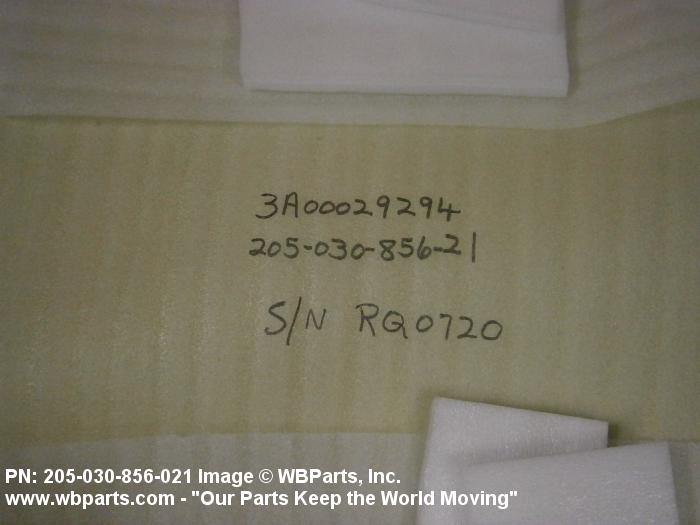 3A00029294
205-030-856-21
S/N RQ0720
PN: 205-030-856-021 Image © WBParts, Inc.
www.wbparts.com - "Our Parts Keep the World Moving"